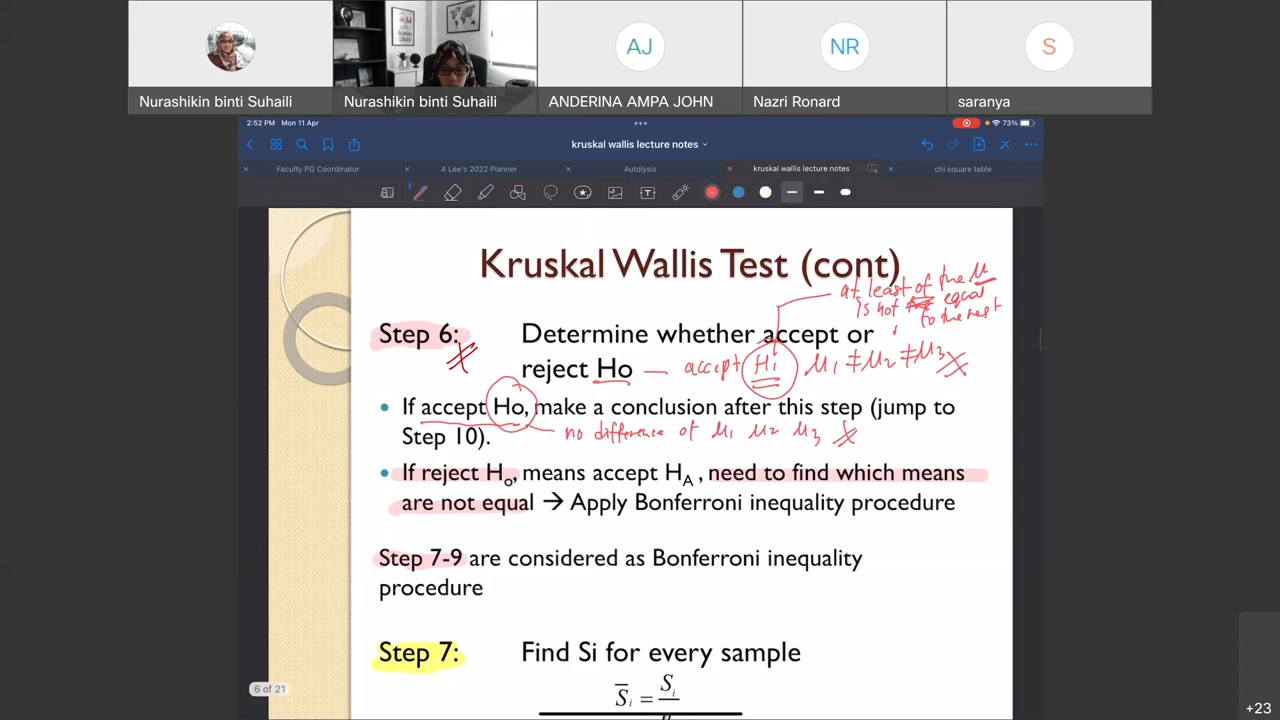 AJ
NR
S
Nurashikin binti Suhaili
Nurashikin binti Suhaili
ANDERINA AMPA JOHN
Nazri Ronard
saranya
2:52 PM Mon 11 Apr
73%
kruskal wallis lecture notes
Faculty PG Coordinator
A Lee's 2022 Planner
Autolysis
kruskal wallis lecture notes
chi square table
Kruskal Wallis Test (cont)
at least of the μ
is not equal
to the rest
Step 6: Determine whether accept or
reject Ho — accept H1 μ1 ≠ μ2 ≠ μ3
• If accept Ho, make a conclusion after this step (jump to
Step 10).
no difference of μ1 μ2 μ3
• If reject Ho, means accept HA , need to find which means
are not equal → Apply Bonferroni inequality procedure
Step 7-9 are considered as Bonferroni inequality
procedure
Step 7: Find Si for every sample
S̄i = Si
6 of 21
+23